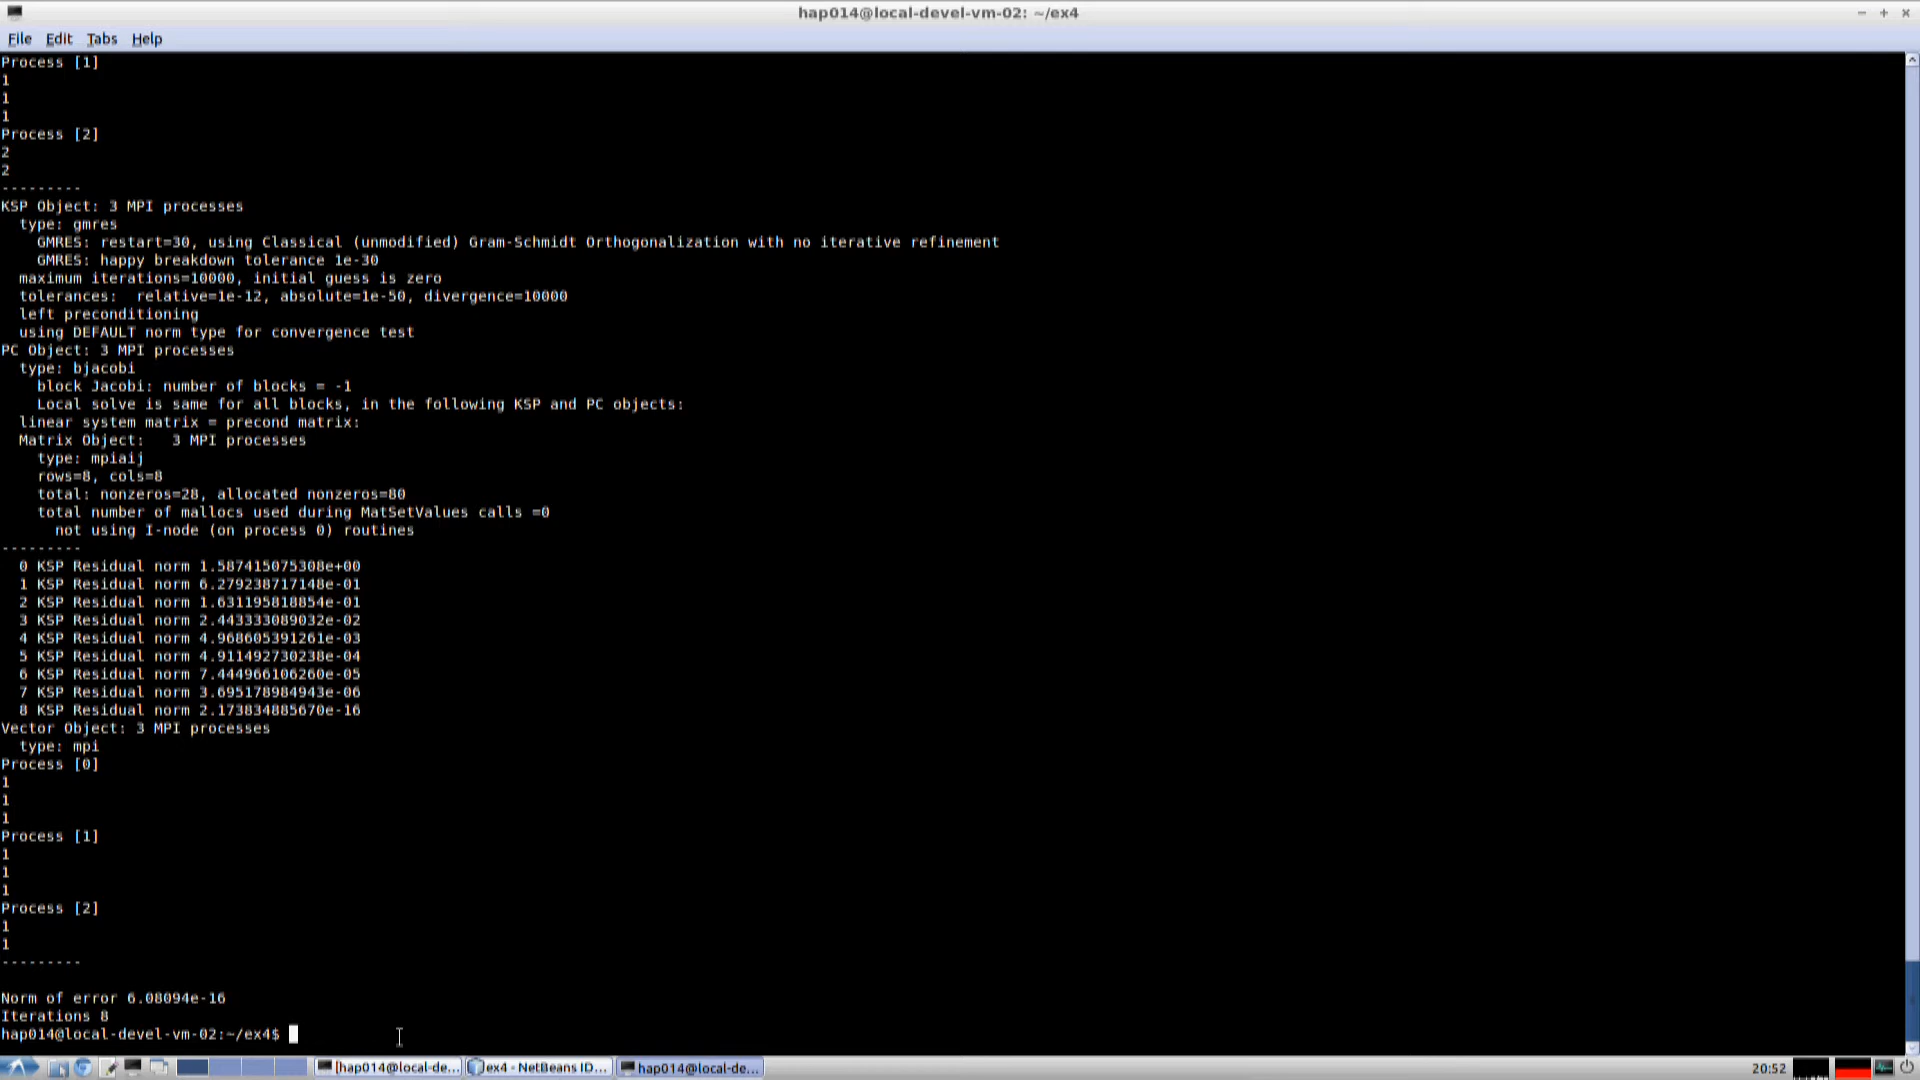 hap014@local-devel-vm-02: ~/ex4
File Edit Tabs Help
Process [1]
1
1
1
Process [2]
2
2
---------
KSP Object: 3 MPI processes
  type: gmres
    GMRES: restart=30, using Classical (unmodified) Gram-Schmidt Orthogonalization with no iterative refinement
    GMRES: happy breakdown tolerance 1e-30
  maximum iterations=10000, initial guess is zero
  tolerances:  relative=1e-12, absolute=1e-50, divergence=10000
  left preconditioning
  using DEFAULT norm type for convergence test
PC Object: 3 MPI processes
  type: bjacobi
    block Jacobi: number of blocks = -1
    Local solve is same for all blocks, in the following KSP and PC objects:
  linear system matrix = precond matrix:
  Matrix Object:   3 MPI processes
    type: mpiaij
    rows=8, cols=8
    total: nonzeros=28, allocated nonzeros=80
    total number of mallocs used during MatSetValues calls =0
      not using I-node (on process 0) routines
---------
  0 KSP Residual norm 1.587415075308e+00
  1 KSP Residual norm 6.279238717148e-01
  2 KSP Residual norm 1.631195818854e-01
  3 KSP Residual norm 2.443333089032e-02
  4 KSP Residual norm 4.968605391261e-03
  5 KSP Residual norm 4.911492730238e-04
  6 KSP Residual norm 7.444966106260e-05
  7 KSP Residual norm 3.695178984943e-06
  8 KSP Residual norm 2.173834885670e-16
Vector Object: 3 MPI processes
  type: mpi
Process [0]
1
1
1
Process [1]
1
1
1
Process [2]
1
1
---------
Norm of error 6.08094e-16
Iterations 8
hap014@local-devel-vm-02:~/ex4$
[hap014@local-de... ex4 - NetBeans ID... hap014@local-de... 20:52